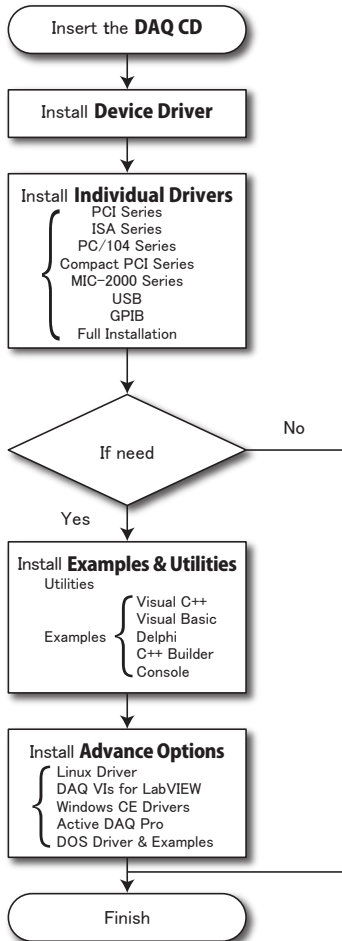 Insert the DAQ CD
Install Device Driver
Install Individual Drivers
PCI Series
ISA Series
PC/104 Series
Compact PCI Series
MIC-2000 Series
USB
GPIB
Full Installation
If need
No
Yes
Install Examples & Utilities
Utilities
Examples
Visual C++
Visual Basic
Delphi
C++ Builder
Console
Install Advance Options
Linux Driver
DAQ VIs for LabVIEW
Windows CE Drivers
Active DAQ Pro
DOS Driver & Examples
Finish